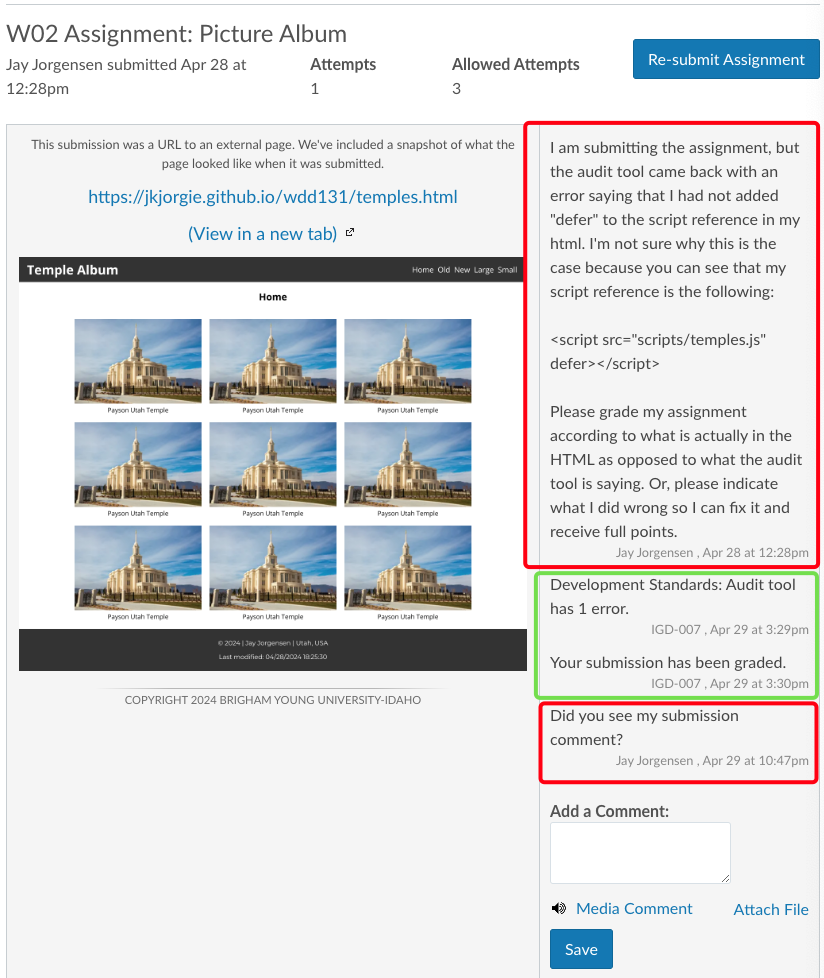 W02 Assignment: Picture Album
Jay Jorgensen submitted Apr 28 at
12:28pm
Attempts
1
Allowed Attempts
3
Re-submit Assignment
This submission was a URL to an external page. We've included a snapshot of what the
page looked like when it was submitted.
https://jkjorgie.github.io/wdd131/temples.html
(View in a new tab)
Temple Album
Home Old New Large Small
Home
Payson Utah Temple
Payson Utah Temple
Payson Utah Temple
Payson Utah Temple
Payson Utah Temple
Payson Utah Temple
Payson Utah Temple
Payson Utah Temple
Payson Utah Temple
© 2024 | Jay Jorgensen | Utah, USA
Last modified: 04/28/2024 18:25:30
COPYRIGHT 2024 BRIGHAM YOUNG UNIVERSITY-IDAHO
I am submitting the assignment, but
the audit tool came back with an
error saying that I had not added
"defer" to the script reference in my
html. I'm not sure why this is the
case because you can see that my
script reference is the following:
<script src="scripts/temples.js"
defer></script>
Please grade my assignment
according to what is actually in the
HTML as opposed to what the audit
tool is saying. Or, please indicate
what I did wrong so I can fix it and
receive full points.
Jay Jorgensen , Apr 28 at 12:28pm
Development Standards: Audit tool
has 1 error.
IGD-007 , Apr 29 at 3:29pm
Your submission has been graded.
IGD-007 , Apr 29 at 3:30pm
Did you see my submission
comment?
Jay Jorgensen , Apr 29 at 10:47pm
Add a Comment:
Media Comment
Attach File
Save